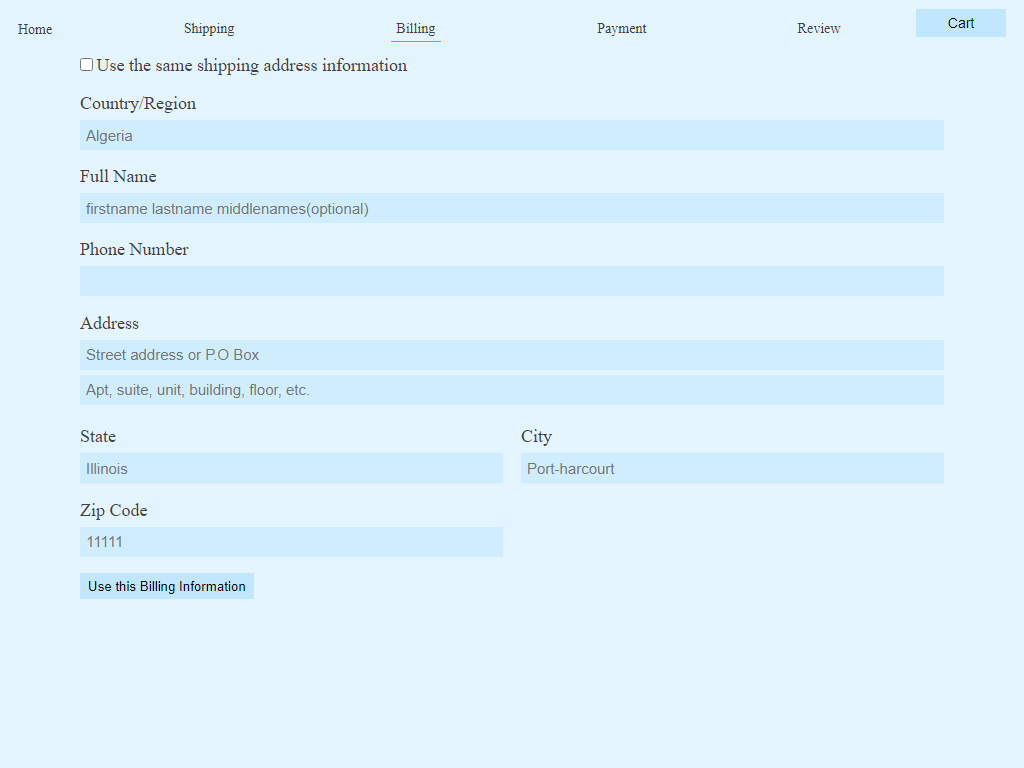 Home Shipping Billing Payment Review Cart
Use the same shipping address information
Country/Region
Algeria
Full Name
firstname lastname middlenames(optional)
Phone Number
Address
Street address or P.O Box
Apt, suite, unit, building, floor, etc.
State City
Illinois Port-harcourt
Zip Code
11111
Use this Billing Information